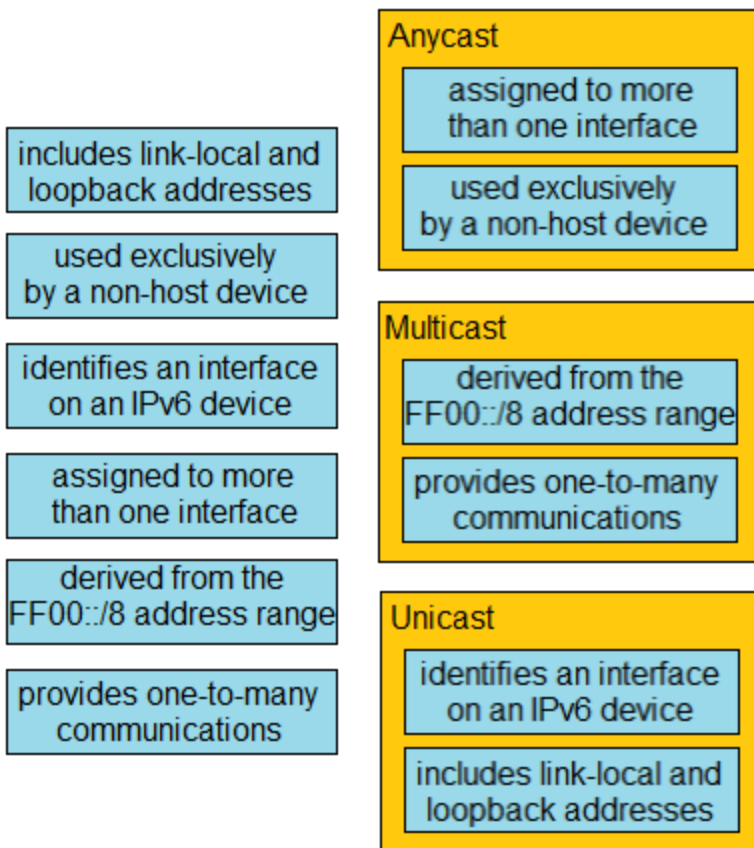 includes link-local and
loopback addresses
used exclusively
by a non-host device
identifies an interface
on an IPv6 device
assigned to more
than one interface
derived from the
FF00::/8 address range
provides one-to-many
communications
Anycast
assigned to more
than one interface
used exclusively
by a non-host device
Multicast
derived from the
FF00::/8 address range
provides one-to-many
communications
Unicast
identifies an interface
on an IPv6 device
includes link-local and
loopback addresses